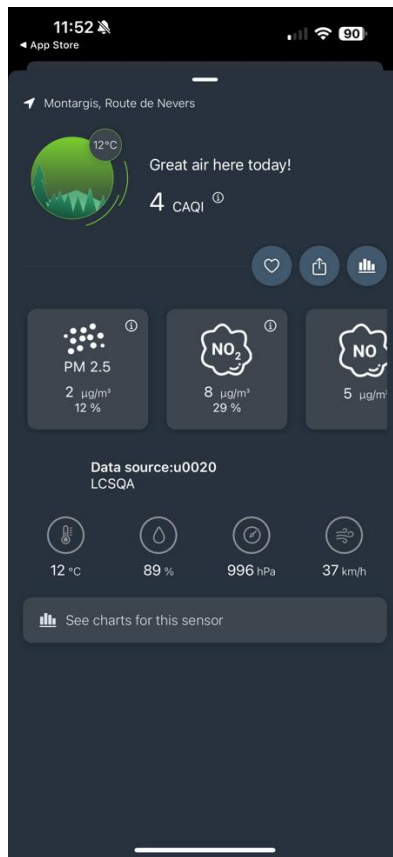 11:52
90
◀ App Store
Montargis, Route de Nevers
12°C
Great air here today!
4 CAQI
PM 2.5
2 µg/m³
12 %
NO₂
8 µg/m³
29 %
NO
5 µg/m³
Data source:u0020
LCSQA
12 °C
89 %
996 hPa
37 km/h
See charts for this sensor